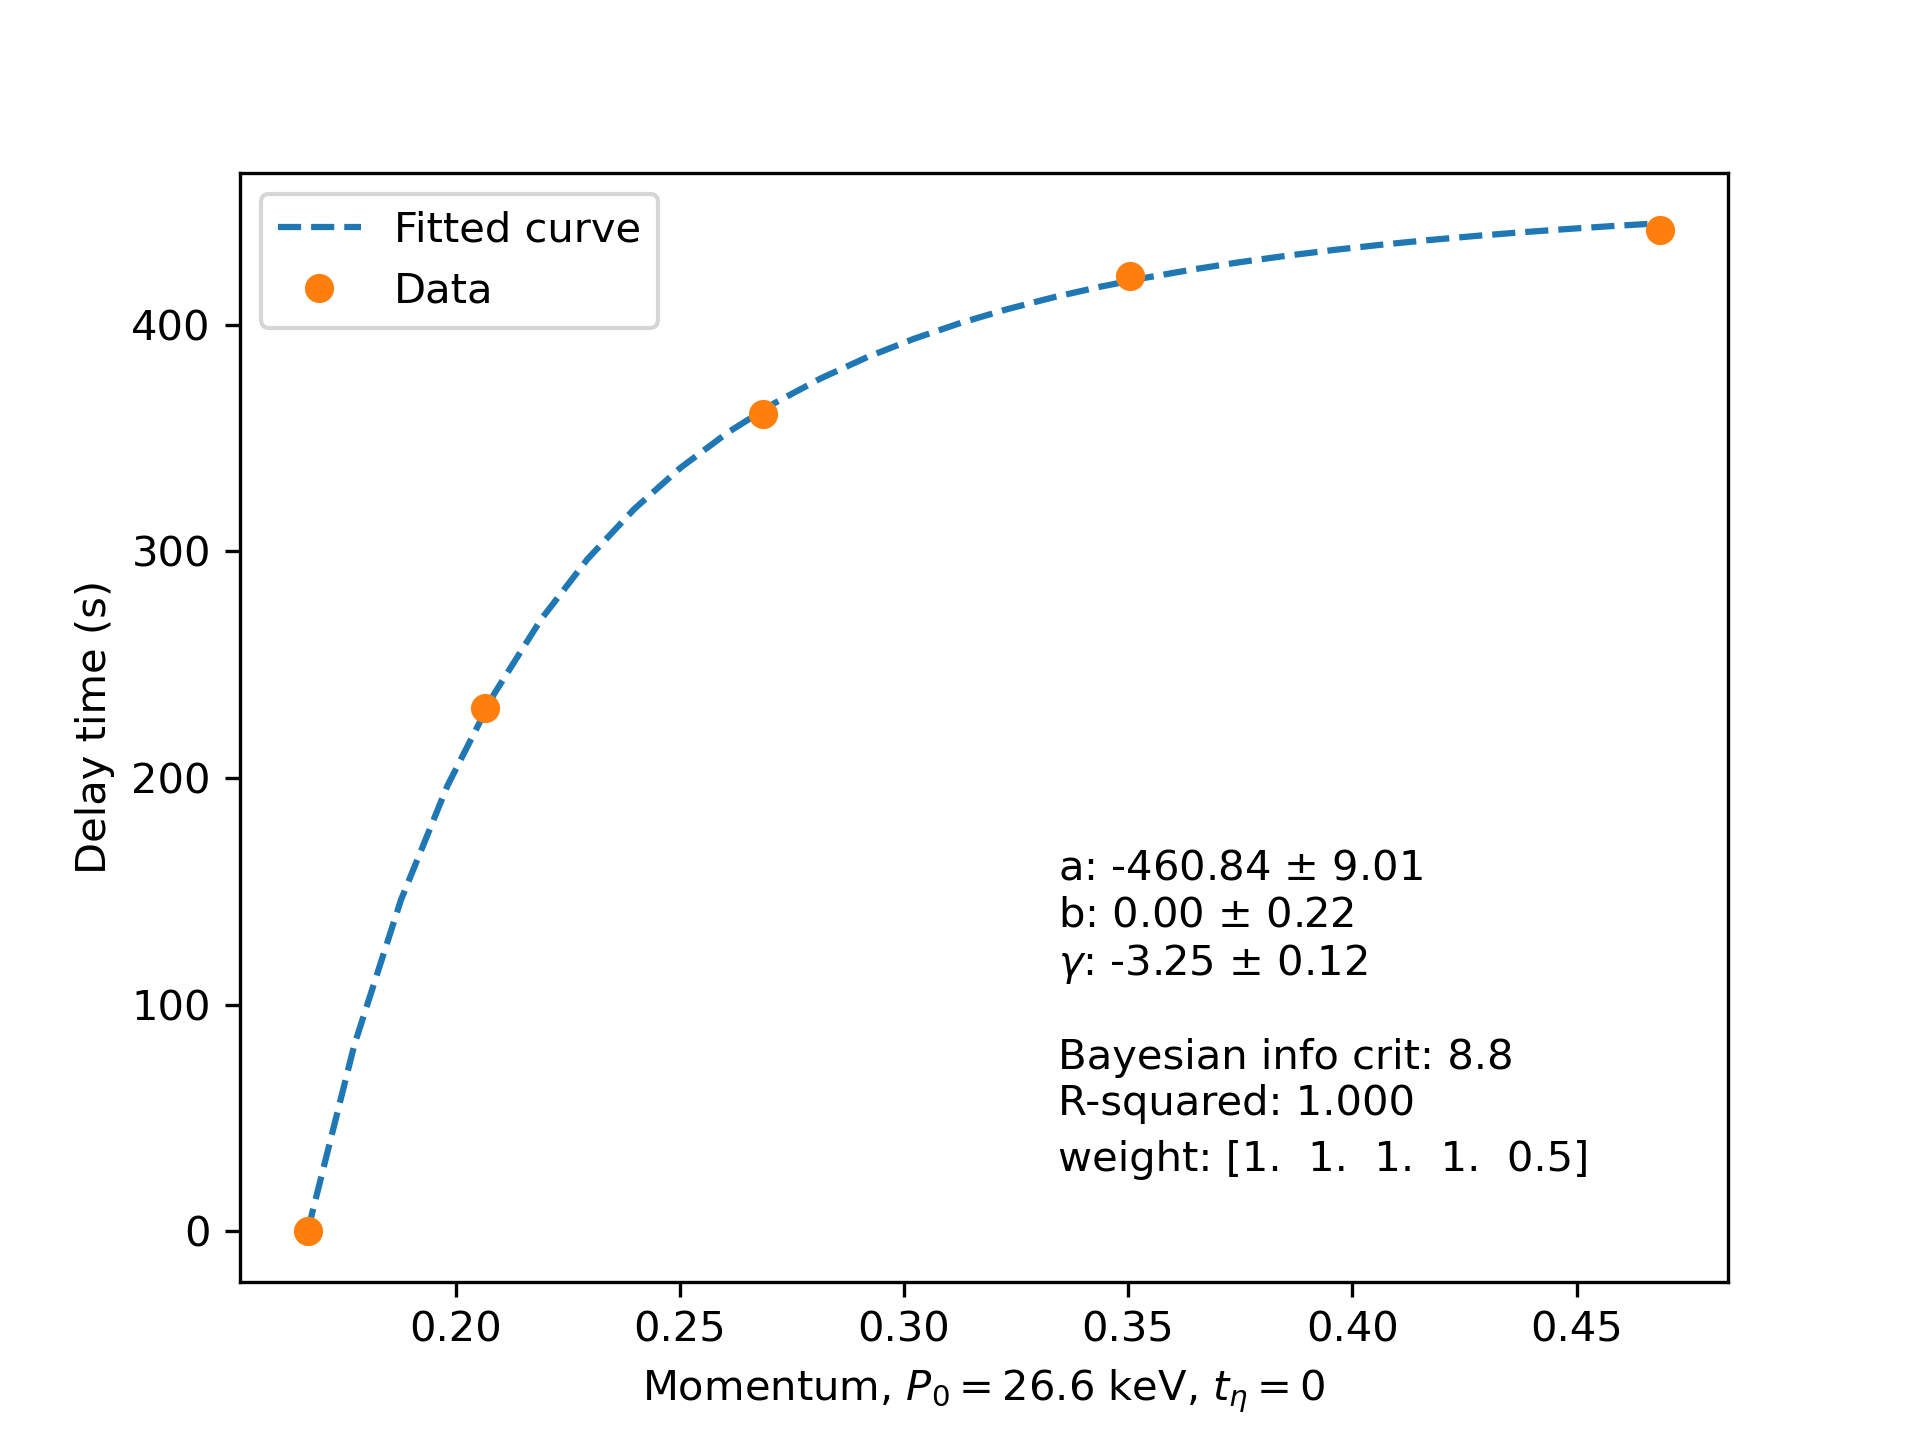 Fitted curve
Data
400
300
200
100
0
Delay time (s)
a: -460.84 ± 9.01
b: 0.00 ± 0.22
γ: -3.25 ± 0.12
Bayesian info crit: 8.8
R-squared: 1.000
weight: [1.  1.  1.  1.  0.5]
0.20 0.25 0.30 0.35 0.40 0.45
Momentum, P₀ = 26.6 keV, t_η = 0